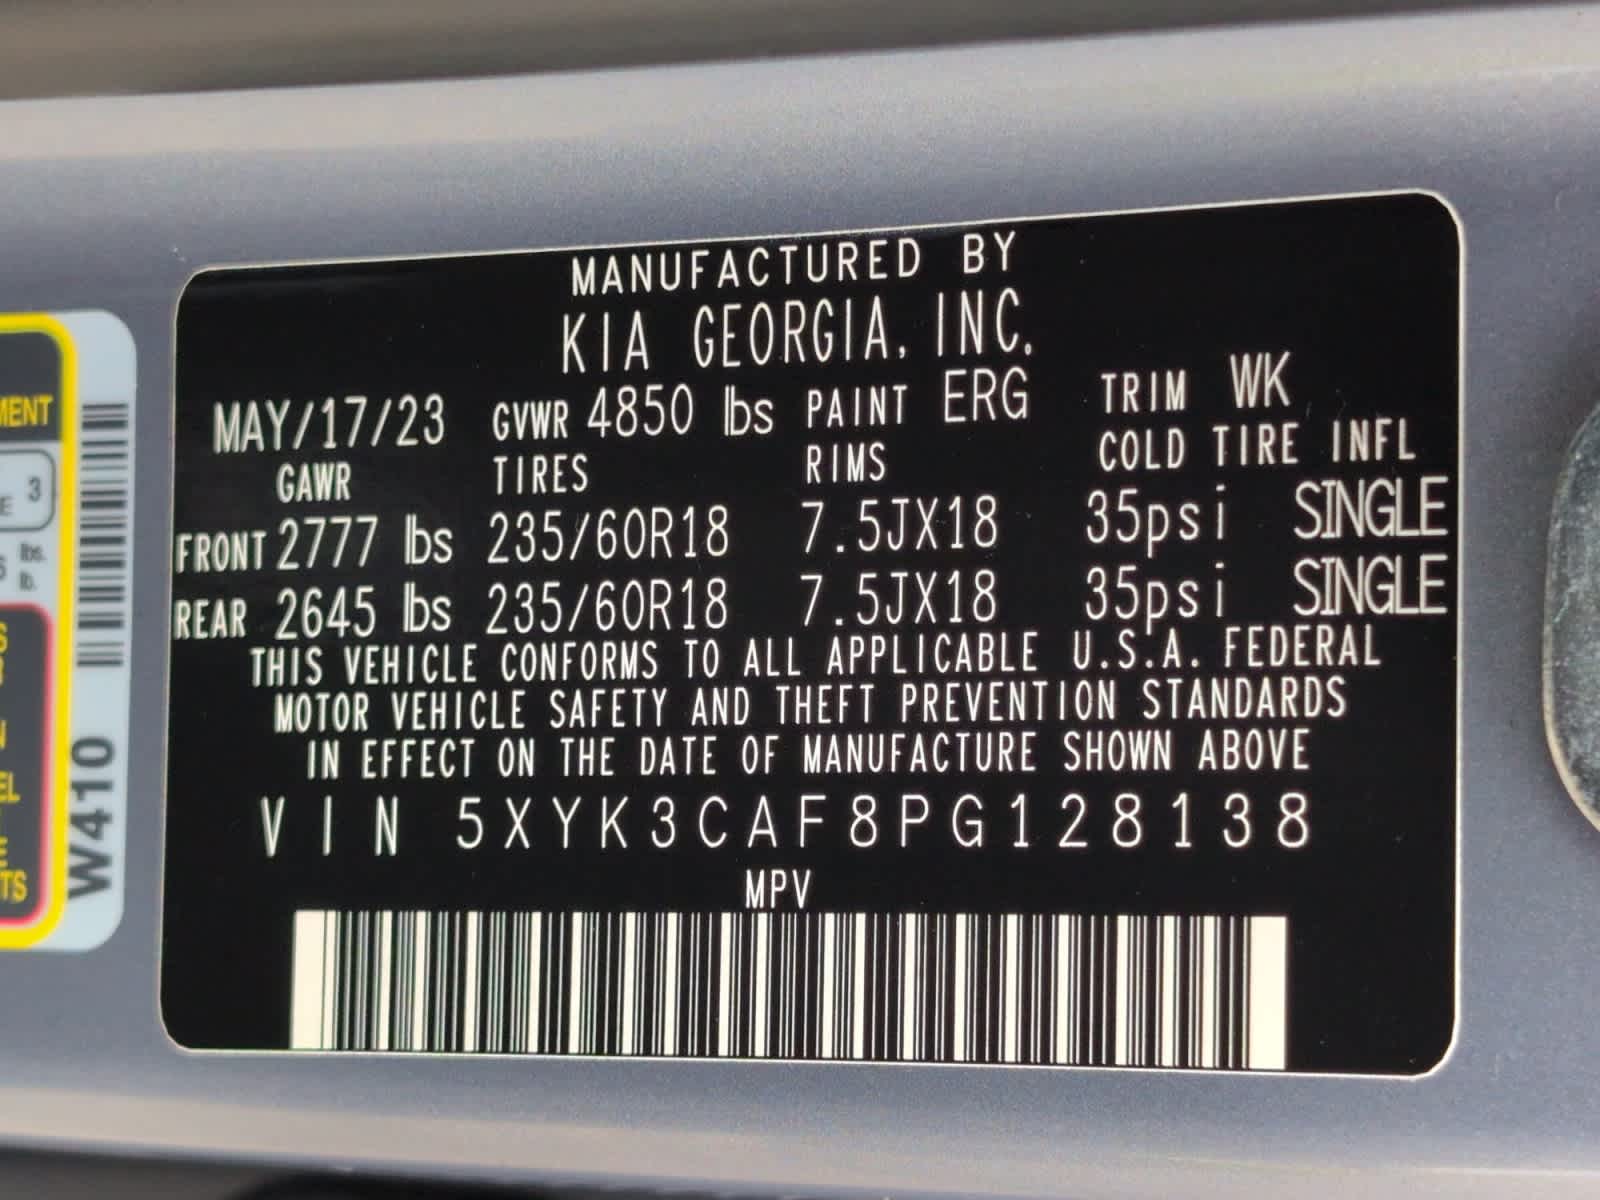 MANUFACTURED BY
KIA GEORGIA, INC.
MAY/17/23 GVWR 4850 lbs PAINT ERG TRIM WK
GAWR TIRES RIMS COLD TIRE INFL
FRONT 2777 lbs 235/60R18 7.5JX18 35psi SINGLE
REAR 2645 lbs 235/60R18 7.5JX18 35psi SINGLE
THIS VEHICLE CONFORMS TO ALL APPLICABLE U.S.A. FEDERAL
MOTOR VEHICLE SAFETY AND THEFT PREVENTION STANDARDS
IN EFFECT ON THE DATE OF MANUFACTURE SHOWN ABOVE
VIN 5XYK3CAF8PG128138
MPV
3
lbs.
lb.
W410